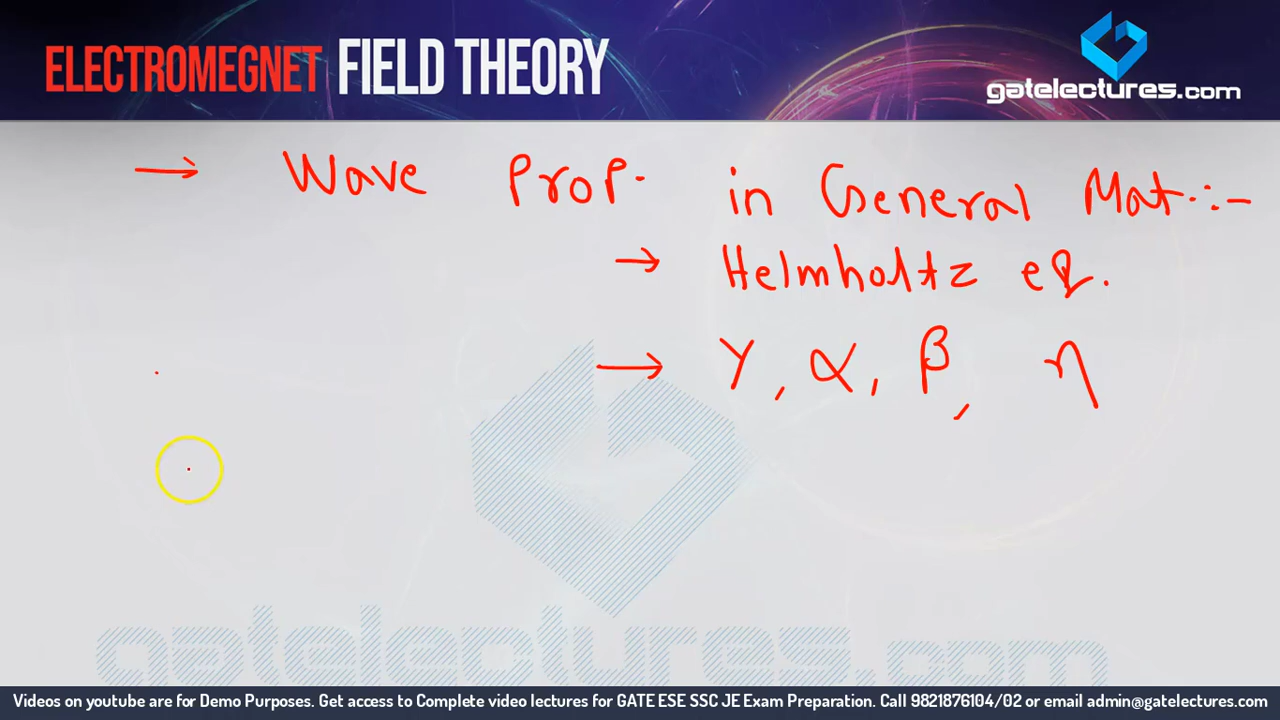 ELECTROMEGNET FIELD THEORY
gatelectures.com
→ Wave Prop. in General Mat. :-
→ Helmholtz eq.
→ γ, α, β, η
gatelectures.com
Videos on youtube are for Demo Purposes. Get access to Complete video lectures for GATE ESE SSC JE Exam Preparation. Call 9821876104/02 or email admin@gatelectures.com